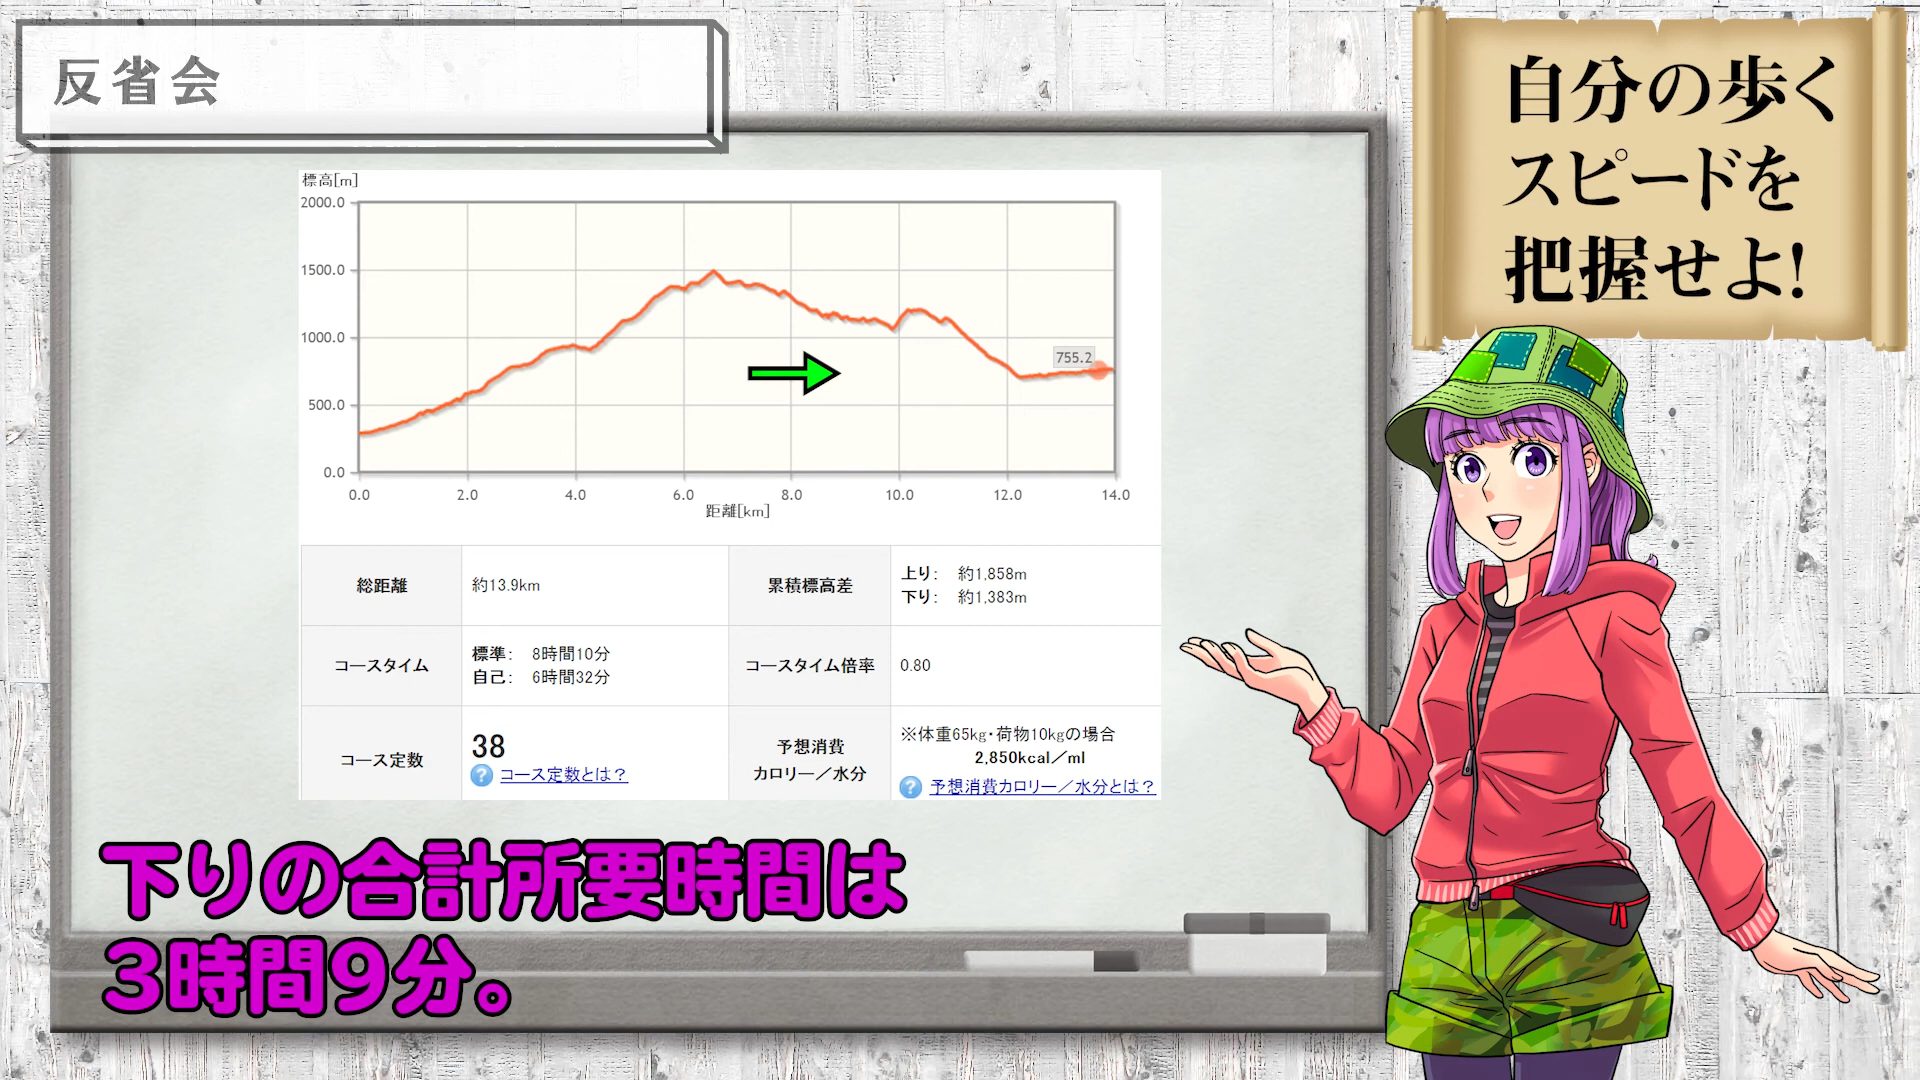 反省会
自分の歩く
スピードを
把握せよ!
標高[m]
2000.0
1500.0
1000.0
500.0
0.0
755.2
0.0 2.0 4.0 6.0 8.0 10.0 12.0 14.0
距離[km]
総距離 約13.9km 累積標高差 上り: 約1,858m
下り: 約1,383m
コースタイム 標準: 8時間10分
自己: 6時間32分
コースタイム倍率 0.80
コース定数 38
? コース定数とは?
予想消費
カロリー/水分
※体重65kg・荷物10kgの場合
2,850kcal/ml
? 予想消費カロリー/水分とは?
下りの合計所要時間は
3時間9分。